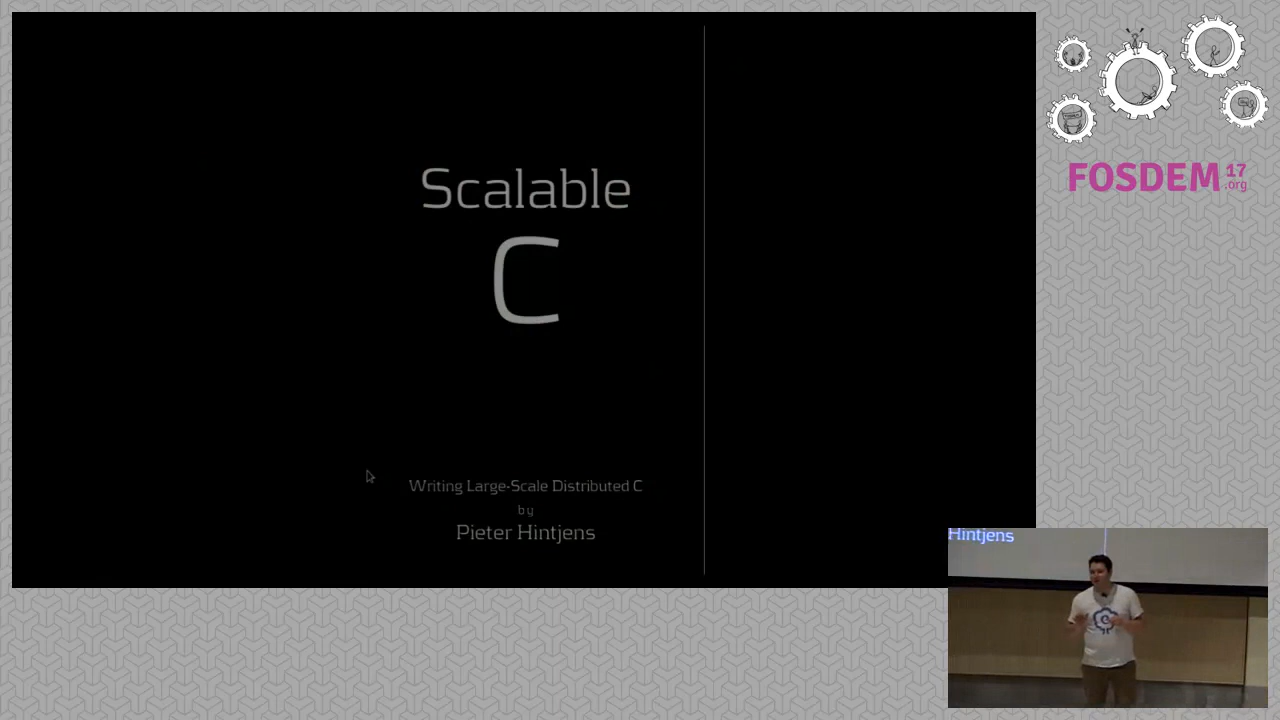 Scalable
C
Writing Large-Scale Distributed C
by
Pieter Hintjens
FOSDEM 17
.org
Hintjens